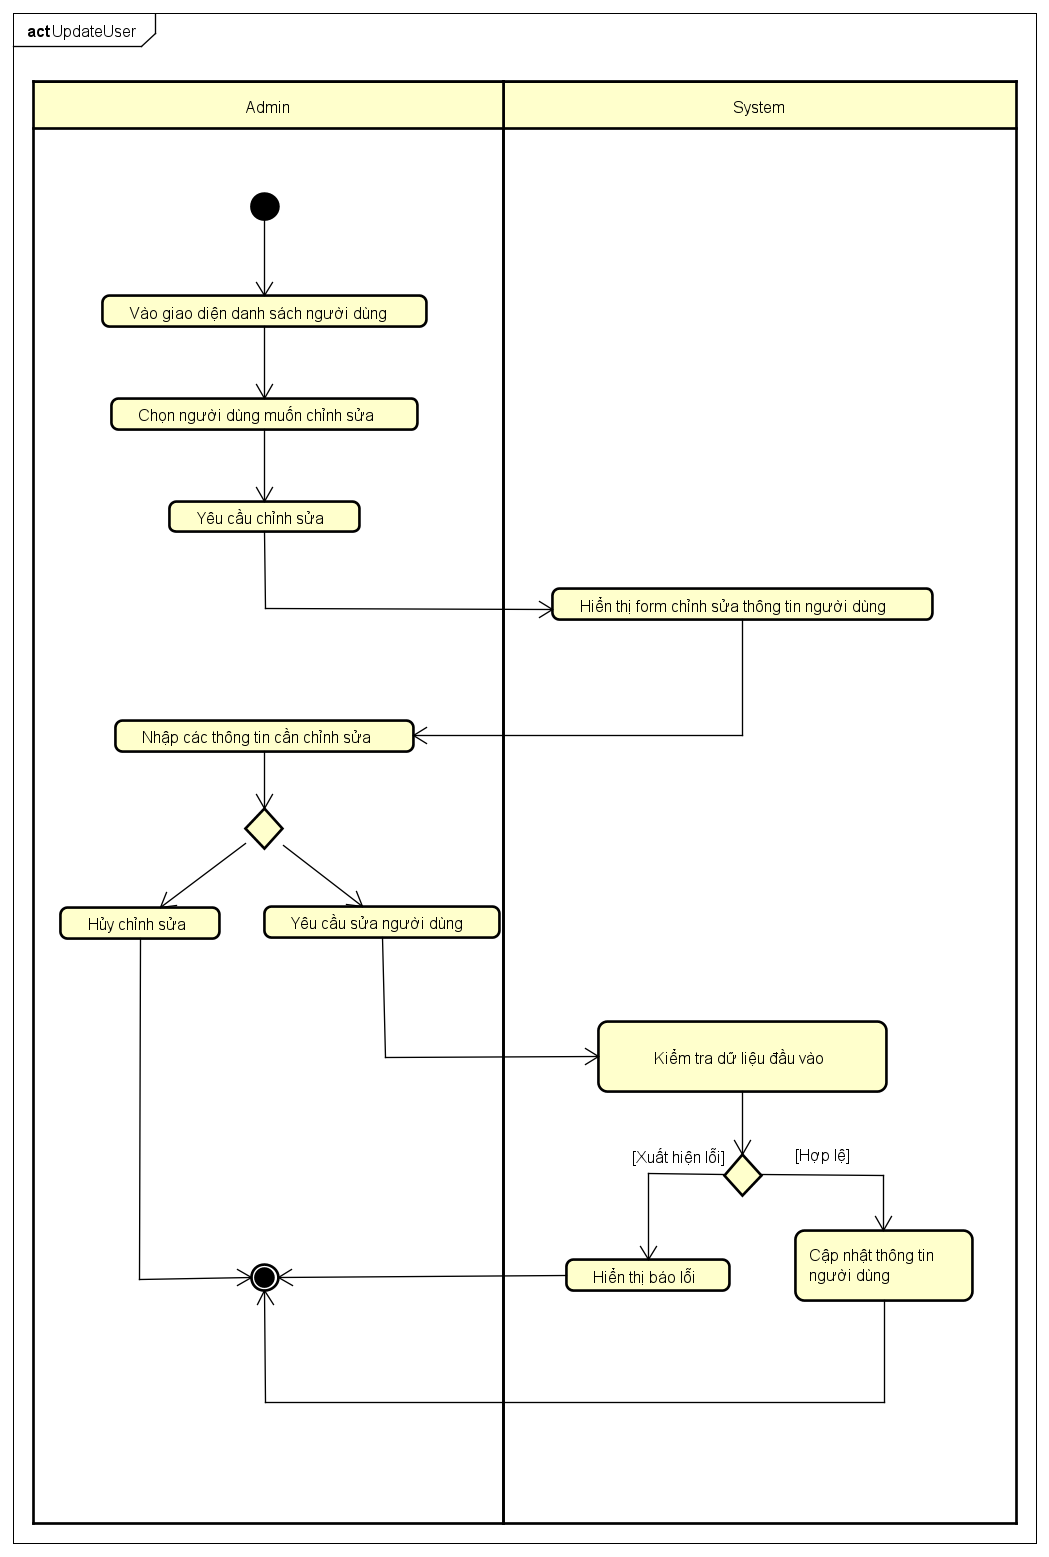 act UpdateUser
Admin
System
Vào giao diện danh sách người dùng
Chọn người dùng muốn chỉnh sửa
Yêu cầu chỉnh sửa
Hiển thị form chỉnh sửa thông tin người dùng
Nhập các thông tin cần chỉnh sửa
Hủy chỉnh sửa
Yêu cầu sửa người dùng
Kiểm tra dữ liệu đầu vào
[Xuất hiện lỗi]
[Hợp lệ]
Hiển thị báo lỗi
Cập nhật thông tin
người dùng